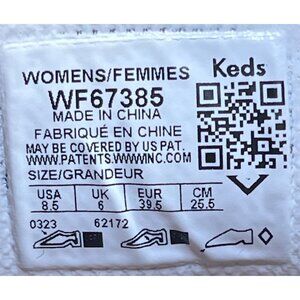 WOMENS/FEMMES Keds
WF67385
MADE IN CHINA
FABRIQUÉ EN CHINE
MAY BE COVERED BY US PAT.
WWW.PATENTS.WWWINC.COM
SIZE/GRANDEUR
USA UK EUR CM
8.5 6 39.5 25.5
0323 62172